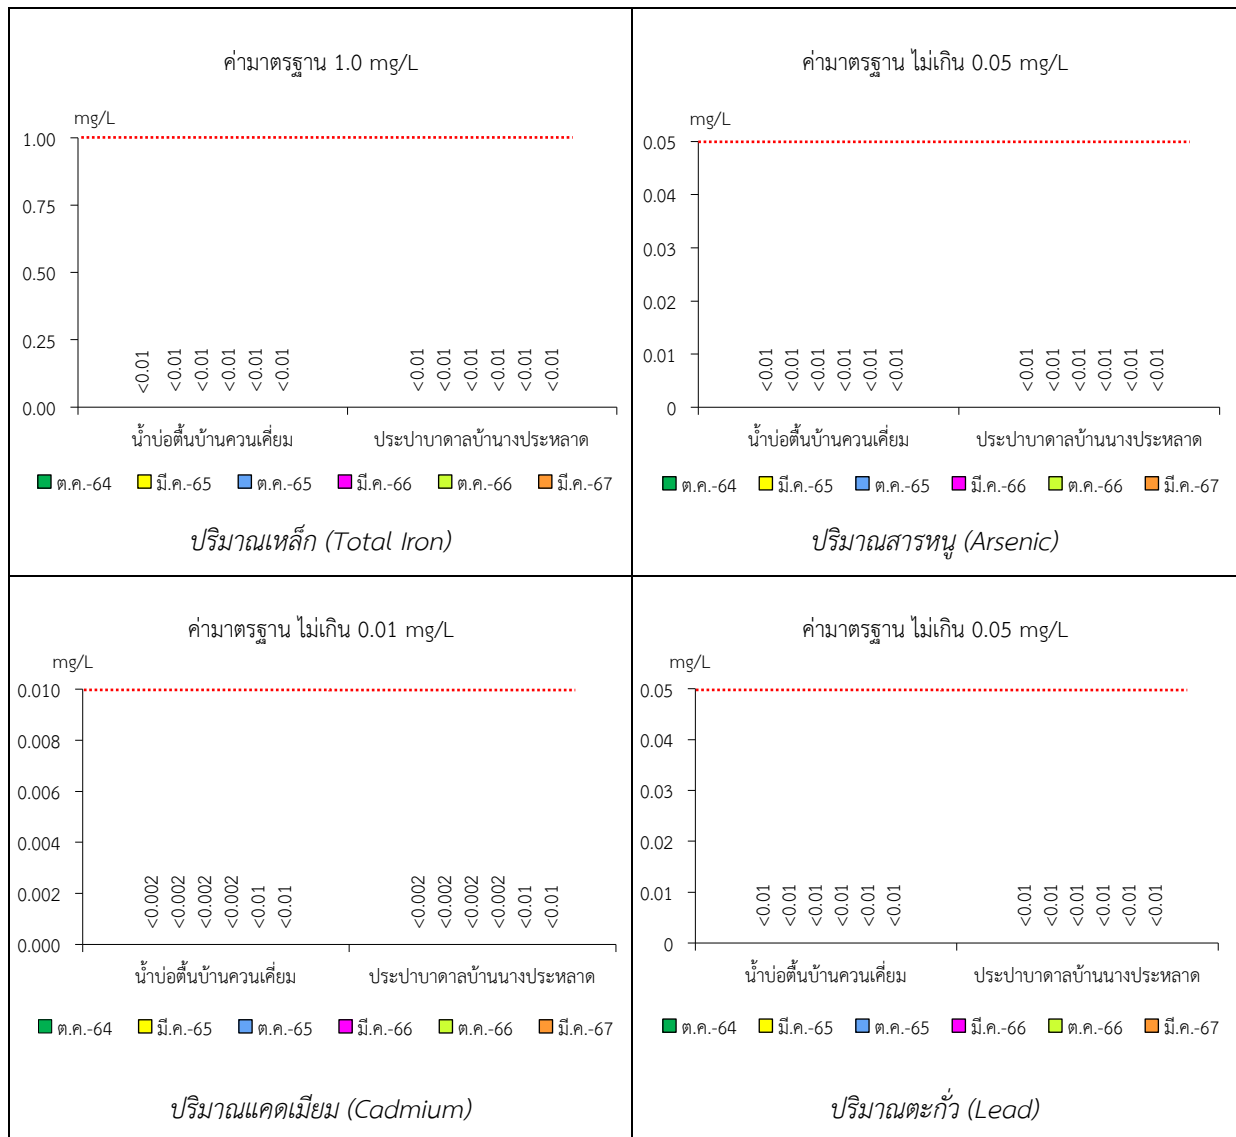 ค่ามาตรฐาน 1.0 mg/L
mg/L
1.00
0.75
0.50
0.25
0.00
<0.01 <0.01 <0.01 <0.01 <0.01 <0.01 <0.01 <0.01 <0.01 <0.01 <0.01 <0.01
น้ำบ่อตื้นบ้านควนเคี่ยม ประปาบาดาลบ้านนางประหลาด
ต.ค.-64 มี.ค.-65 ต.ค.-65 มี.ค.-66 ต.ค.-66 มี.ค.-67
ปริมาณเหล็ก (Total Iron)
ค่ามาตรฐาน ไม่เกิน 0.05 mg/L
mg/L
0.05
0.04
0.03
0.02
0.01
0
<0.01 <0.01 <0.01 <0.01 <0.01 <0.01 <0.01 <0.01 <0.01 <0.01 <0.01 <0.01
น้ำบ่อตื้นบ้านควนเคี่ยม ประปาบาดาลบ้านนางประหลาด
ต.ค.-64 มี.ค.-65 ต.ค.-65 มี.ค.-66 ต.ค.-66 มี.ค.-67
ปริมาณสารหนู (Arsenic)
ค่ามาตรฐาน ไม่เกิน 0.01 mg/L
mg/L
0.010
0.008
0.006
0.004
0.002
0.000
<0.002 <0.002 <0.002 <0.002 <0.01 <0.01 <0.002 <0.002 <0.002 <0.002 <0.01 <0.01
น้ำบ่อตื้นบ้านควนเคี่ยม ประปาบาดาลบ้านนางประหลาด
ต.ค.-64 มี.ค.-65 ต.ค.-65 มี.ค.-66 ต.ค.-66 มี.ค.-67
ปริมาณแคดเมียม (Cadmium)
ค่ามาตรฐาน ไม่เกิน 0.05 mg/L
mg/L
0.05
0.04
0.03
0.02
0.01
0
<0.01 <0.01 <0.01 <0.01 <0.01 <0.01 <0.01 <0.01 <0.01 <0.01 <0.01 <0.01
น้ำบ่อตื้นบ้านควนเคี่ยม ประปาบาดาลบ้านนางประหลาด
ต.ค.-64 มี.ค.-65 ต.ค.-65 มี.ค.-66 ต.ค.-66 มี.ค.-67
ปริมาณตะกั่ว (Lead)